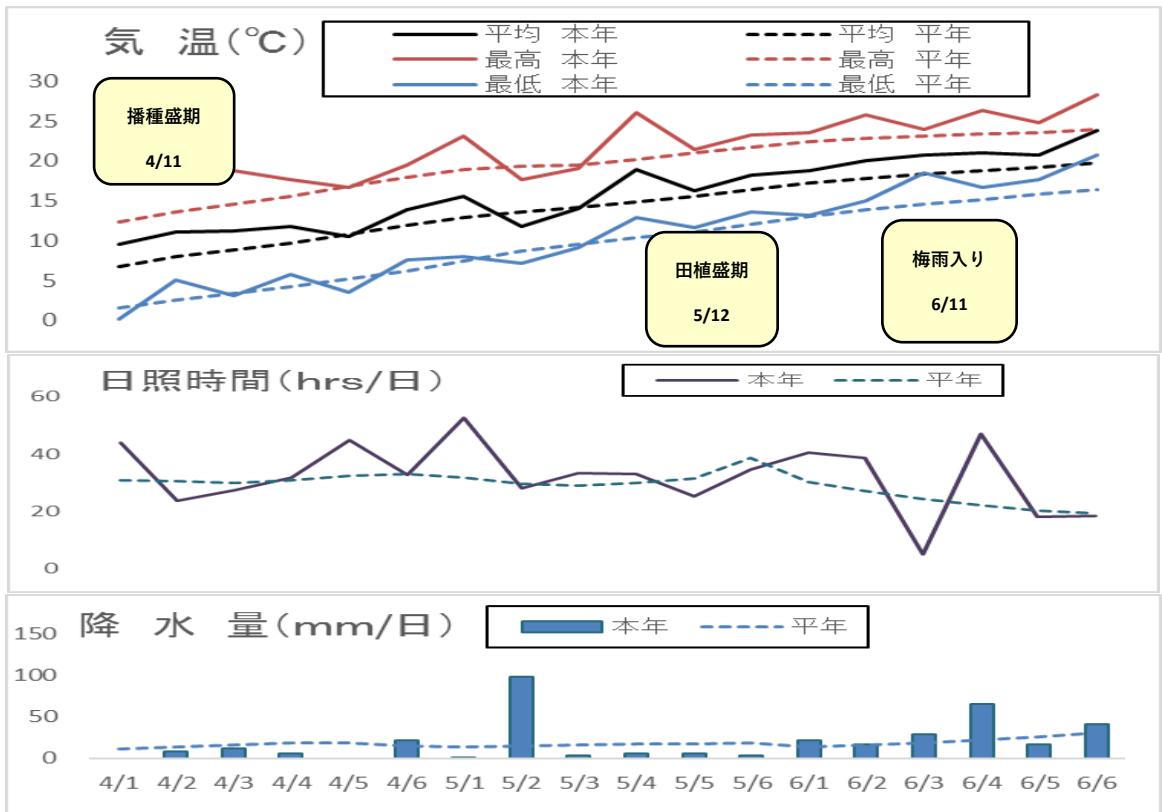 気 温(℃)
平均 本年
平均 平年
最高 本年
最高 平年
最低 本年
最低 平年
30
25
20
15
10
5
0
播種盛期
4/11
田植盛期
5/12
梅雨入り
6/11
日照時間(hrs/日)
本年
平年
60
40
20
0
降 水 量(mm/日)
本年
平年
150
100
50
0
4/1 4/2 4/3 4/4 4/5 4/6 5/1 5/2 5/3 5/4 5/5 5/6 6/1 6/2 6/3 6/4 6/5 6/6